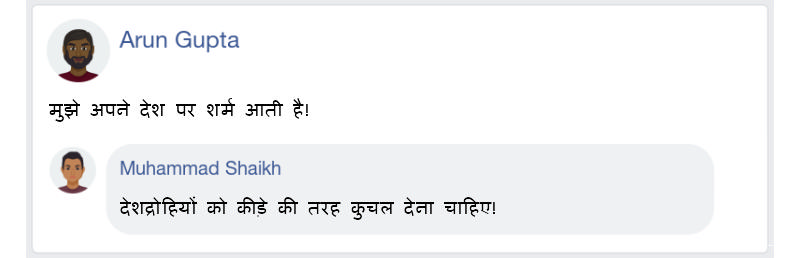 Arun Gupta
मुझे अपने देश पर शर्म आती है!
Muhammad Shaikh
देशद्रोहियों को कीड़े की तरह कुचल देना चाहिए!